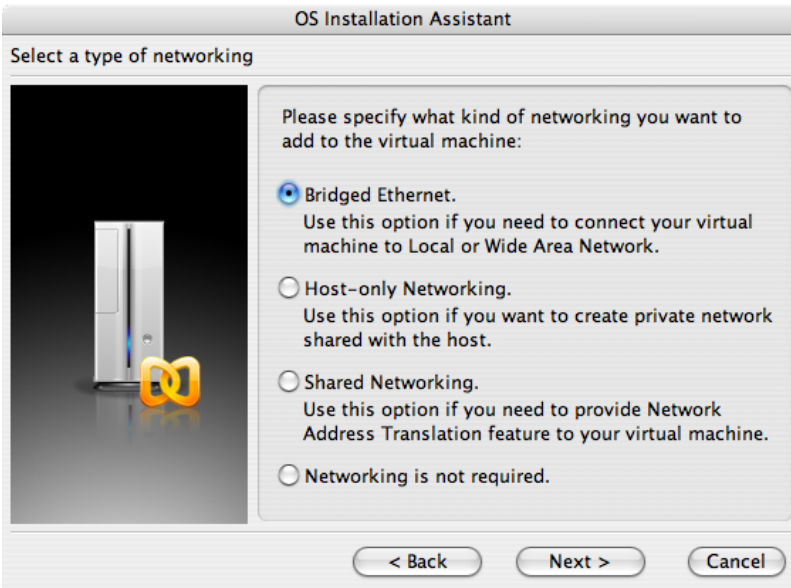 OS Installation Assistant
Select a type of networking
Please specify what kind of networking you want to
add to the virtual machine:
Bridged Ethernet.
Use this option if you need to connect your virtual
machine to Local or Wide Area Network.
Host-only Networking.
Use this option if you want to create private network
shared with the host.
Shared Networking.
Use this option if you need to provide Network
Address Translation feature to your virtual machine.
Networking is not required.
< Back
Next >
Cancel